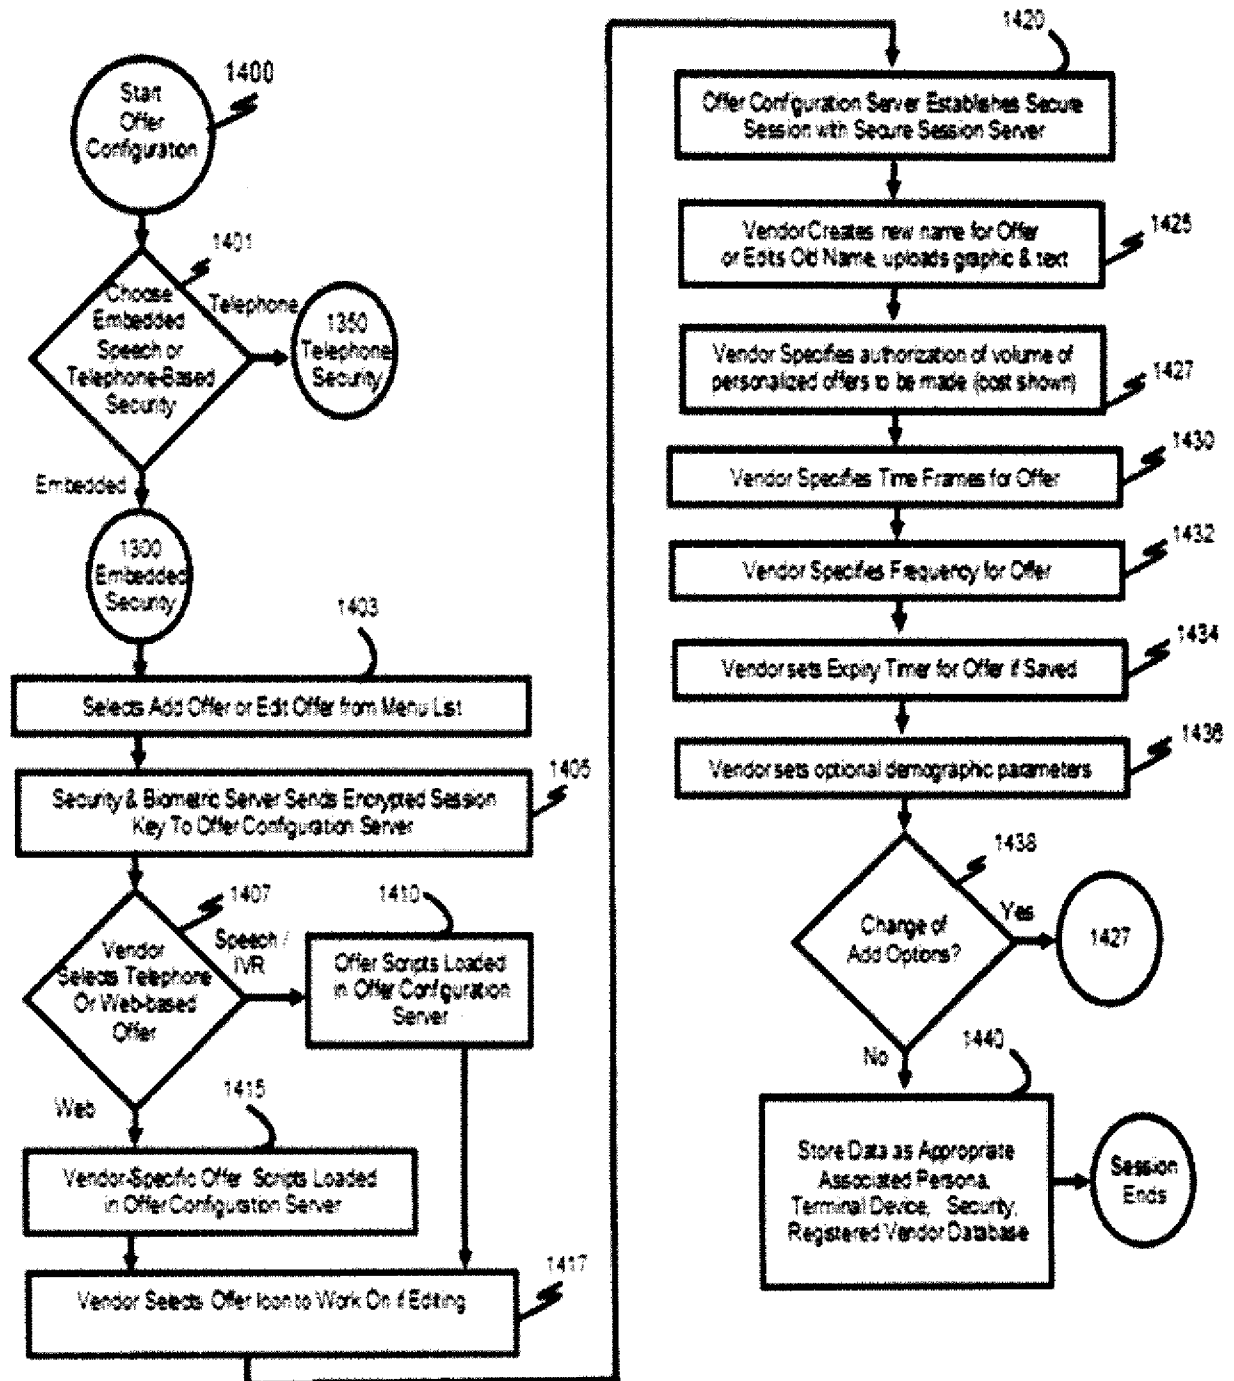 1400
Start
Offer
Configuration
1401
Choose
Embedded
Speech or
Telephone-Based
Security
Telephone
1350
Telephone
Security
Embedded
1300
Embedded
Security
1403
Selects Add Offer or Edit Offer from Menu List
1405
Security & Biometric Server Sends Encrypted Session
Key To Offer Configuration Server
1407
Vendor
Selects Telephone
Or Web-based
Offer
Speech /
IVR
1410
Offer Scripts Loaded
in Offer Configuration
Server
Web
1415
Vendor-Specific Offer Scripts Loaded
in Offer Configuration Server
1417
Vendor Selects Offer Icon to Work On if Editing
1420
Offer Configuration Server Establishes Secure
Session with Secure Session Server
1425
Vendor Creates new name for Offer
or Edits Old Name, uploads graphic & text
1427
Vendor Specifies authorization of volume of
personalized offers to be made (cost shown)
1430
Vendor Specifies Time Frames for Offer
1432
Vendor Specifies Frequency for Offer
1434
Vendor sets Expiry Timer for Offer if Saved
1436
Vendor sets optional demographic parameters
1438
Change of
Add Options?
Yes
1427
No
1440
Store Data as Appropriate
Associated Persona,
Terminal Device, Security,
Registered Vendor Database
Session
Ends